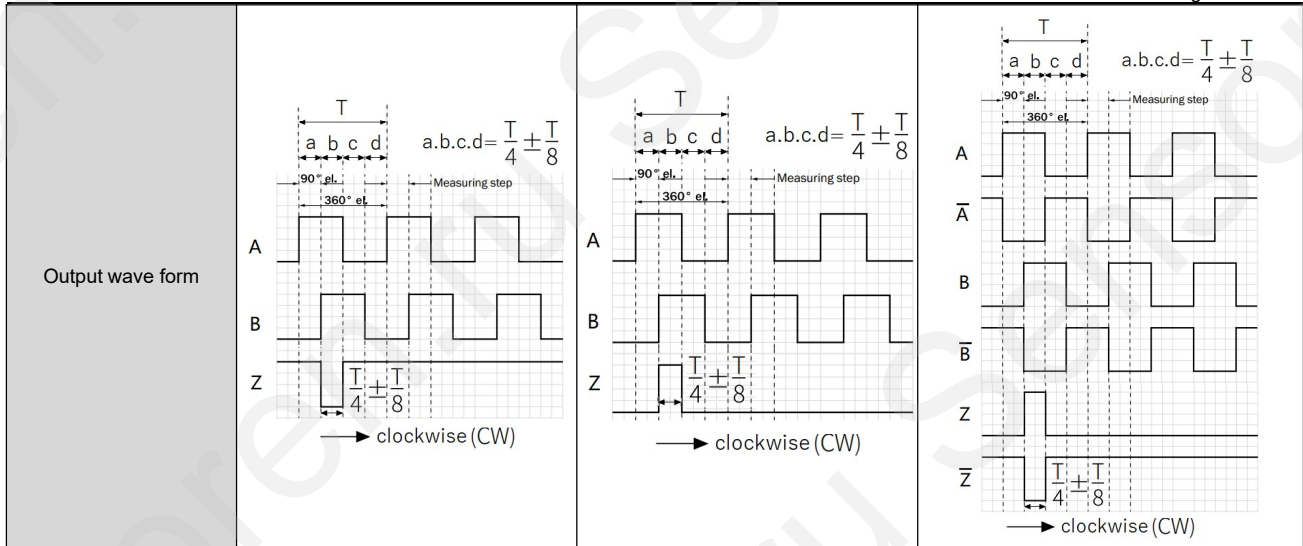 Output wave form
T
a b c d
a.b.c.d= T/4 ± T/8
90° el.
Measuring step
360° el.
A
B
Z
T/4 ± T/8
clockwise (CW)
T
a b c d
a.b.c.d= T/4 ± T/8
90° el.
Measuring step
360° el.
A
B
Z
T/4 ± T/8
clockwise (CW)
T
a b c d
a.b.c.d= T/4 ± T/8
90° el.
Measuring step
360° el.
A
A̅
B
B̅
Z
Z̅
T/4 ± T/8
clockwise (CW)